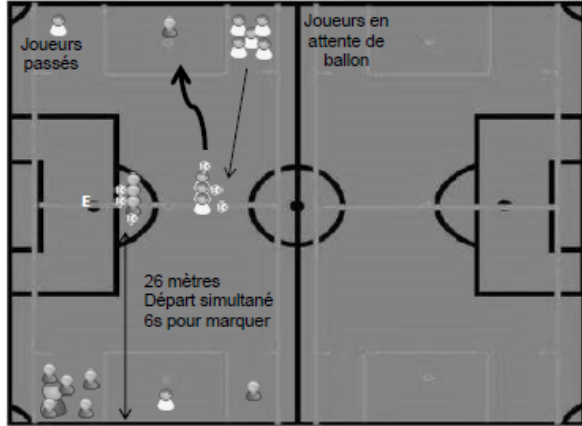 Joueurs
passés
Joueurs en
attente de
ballon
E
26 mètres
Départ simultané
6s pour marquer